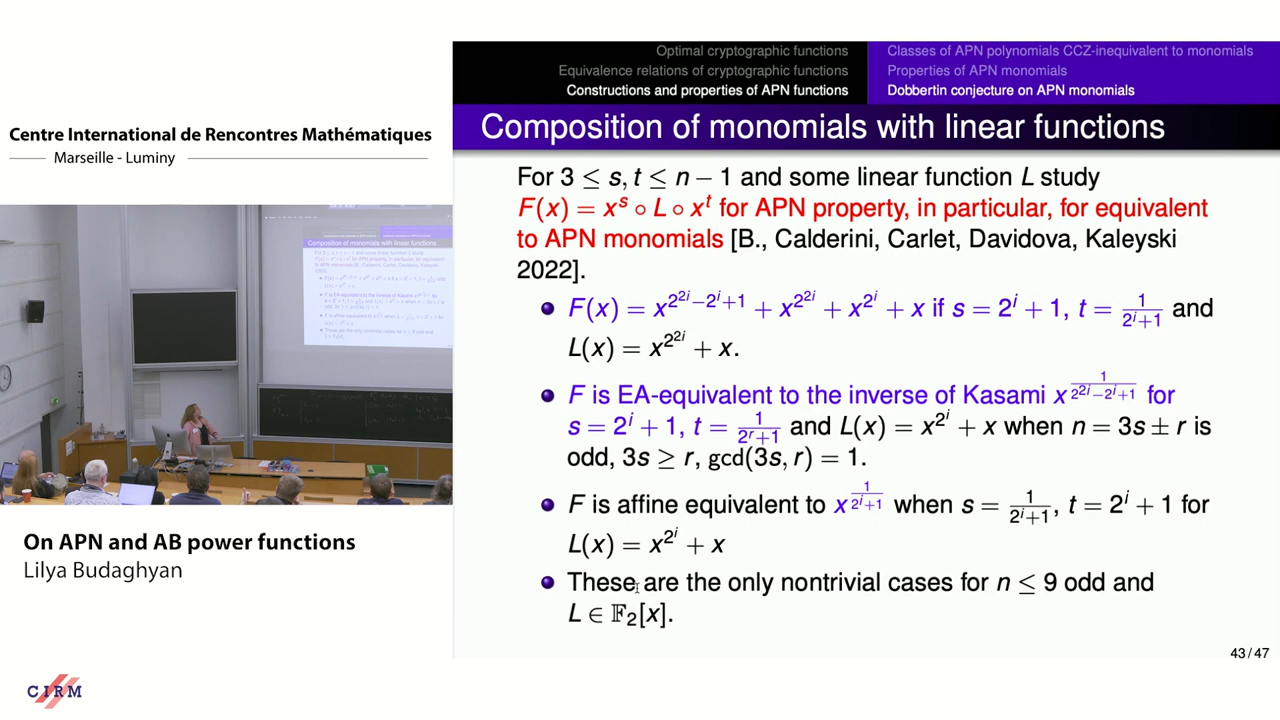 Centre International de Rencontres Mathématiques
Marseille - Luminy
On APN and AB power functions
Lilya Budaghyan
CIRM
Optimal cryptographic functions
Equivalence relations of cryptographic functions
Constructions and properties of APN functions
Classes of APN polynomials CCZ-inequivalent to monomials
Properties of APN monomials
Dobbertin conjecture on APN monomials
Composition of monomials with linear functions
For 3 ≤ s, t ≤ n − 1 and some linear function L study
F(x) = x^s ∘ L ∘ x^t for APN property, in particular, for equivalent
to APN monomials [B., Calderini, Carlet, Davidova, Kaleyski
2022].
F(x) = x^{2^{2i}−2^i+1} + x^{2^{2i}} + x^{2^i} + x if s = 2^i + 1, t = \frac{1}{2^i+1} and
L(x) = x^{2^{2i}} + x.
F is EA-equivalent to the inverse of Kasami x^{\frac{1}{2^{2i}−2^i+1}} for
s = 2^i + 1, t = \frac{1}{2^r+1} and L(x) = x^{2^i} + x when n = 3s ± r is
odd, 3s ≥ r, gcd(3s, r) = 1.
F is affine equivalent to x^{\frac{1}{2^i+1}} when s = \frac{1}{2^i+1}, t = 2^i + 1 for
L(x) = x^{2^i} + x
These are the only nontrivial cases for n ≤ 9 odd and
L ∈ 𝔽_2[x].
43 / 47